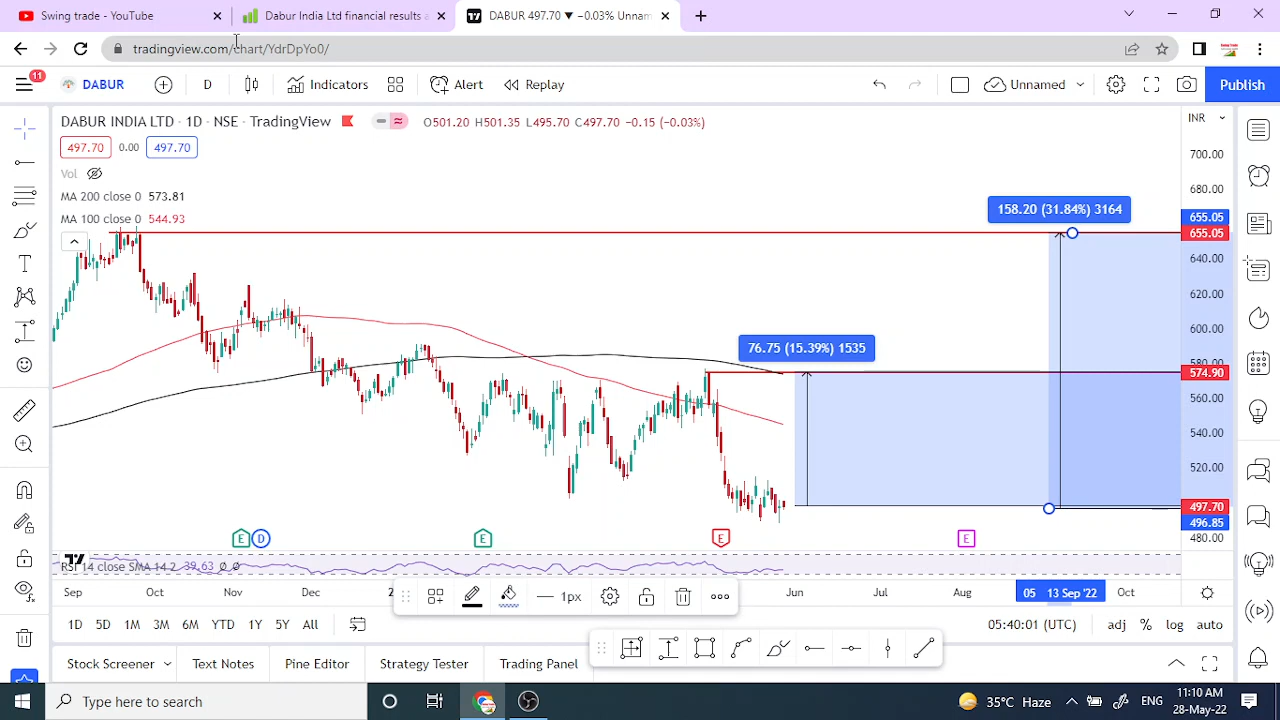 Swing trade - YouTube
Dabur India Ltd financial results a
DABUR 497.70 ▼ −0.03% Unnam
tradingview.com/chart/YdrDpYo0/
11
DABUR
D
Indicators
Alert
Replay
Unnamed
Publish
DABUR INDIA LTD · 1D · NSE · TradingView
O501.20 H501.35 L495.70 C497.70 −0.15 (−0.03%)
INR
497.70
0.00
497.70
Vol
MA 200 close 0 573.81
MA 100 close 0 544.93
700.00
680.00
655.05
655.05
640.00
620.00
600.00
580.00
574.90
560.00
540.00
520.00
497.70
496.85
480.00
158.20 (31.84%) 3164
76.75 (15.39%) 1535
E
D
E
E
E
RSI 14 close SMA 14 2 39.63 Ø Ø
Sep
Oct
Nov
Dec
Jun
Jul
Aug
05
13 Sep '22
Oct
1px
1D
5D
1M
3M
6M
YTD
1Y
5Y
All
05:40:01 (UTC)
adj
%
log
auto
Stock Screener
Text Notes
Pine Editor
Strategy Tester
Trading Panel
Type here to search
35°C Haze
ENG
11:10 AM
28-May-22